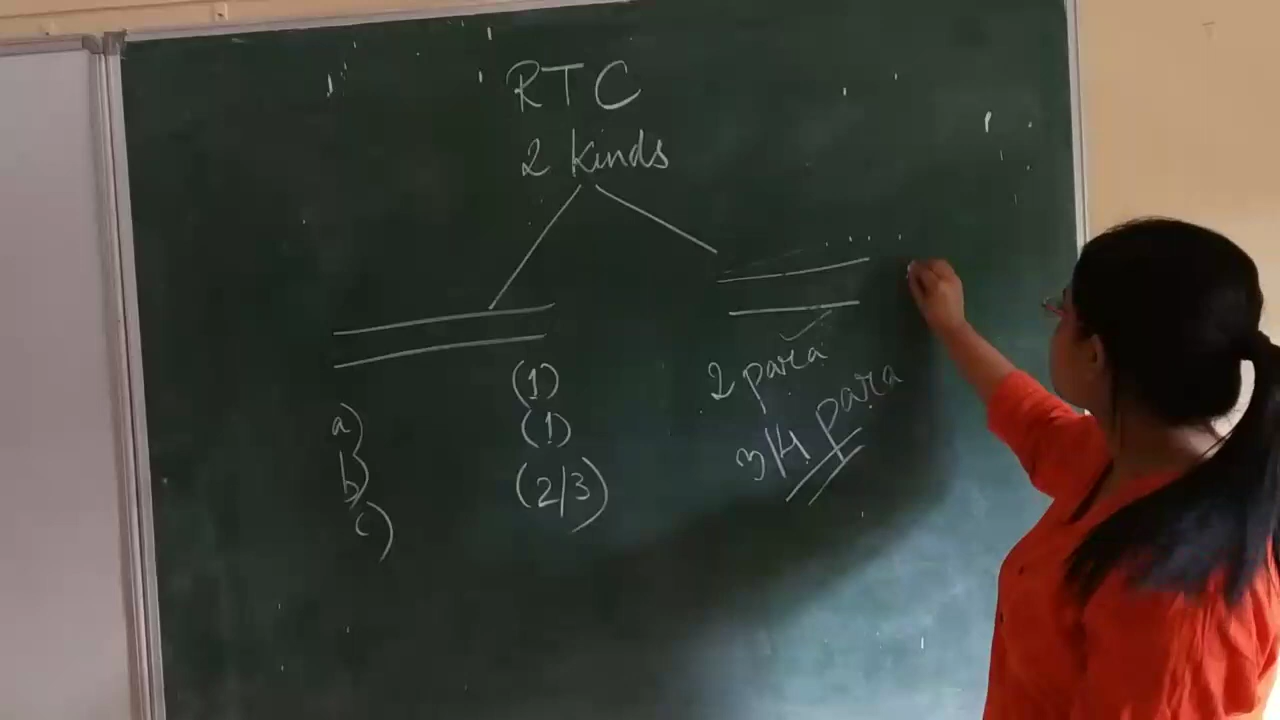 RTC
2 kinds
a) (1)
b) (1)
c) (2/3)
2 para
3/4 para